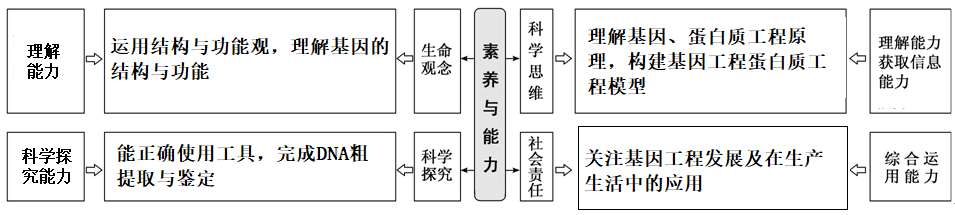 理解
能力
运用结构与功能观，理解基因的
结构与功能
生命
观念
素养与能力
科学思维
理解基因、蛋白质工程原
理，构建基因工程蛋白质工
程模型
理解能力
获取信息
能力
科学探
究能力
能正确使用工具，完成DNA粗
提取与鉴定
科学
探究
社会
责任
关注基因工程发展及在生产
生活中的应用
综合运
用能力